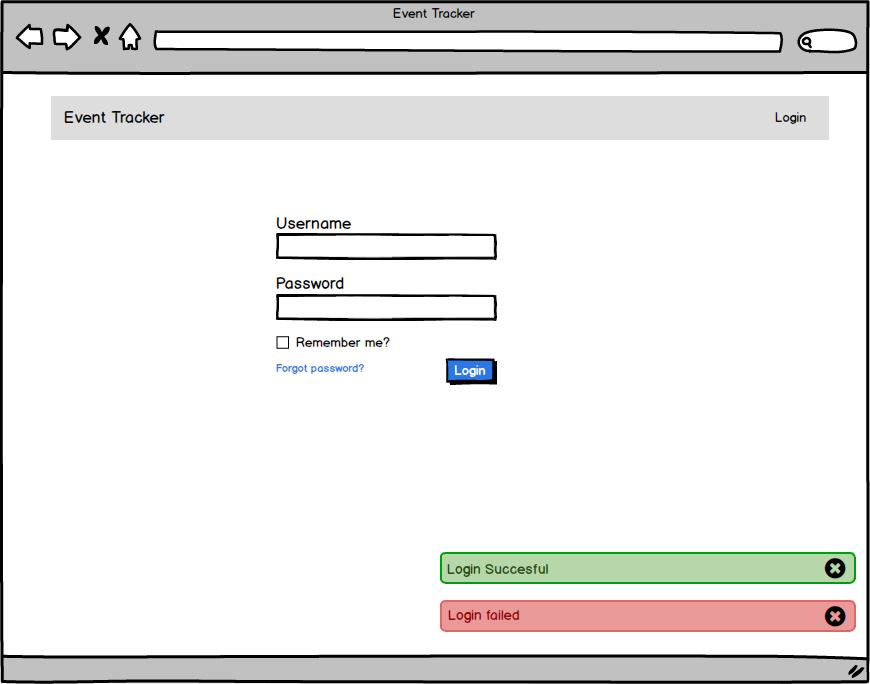 Event Tracker
Event Tracker
Login
Username
Password
Remember me?
Forgot password?
Login
Login Succesful
Login failed